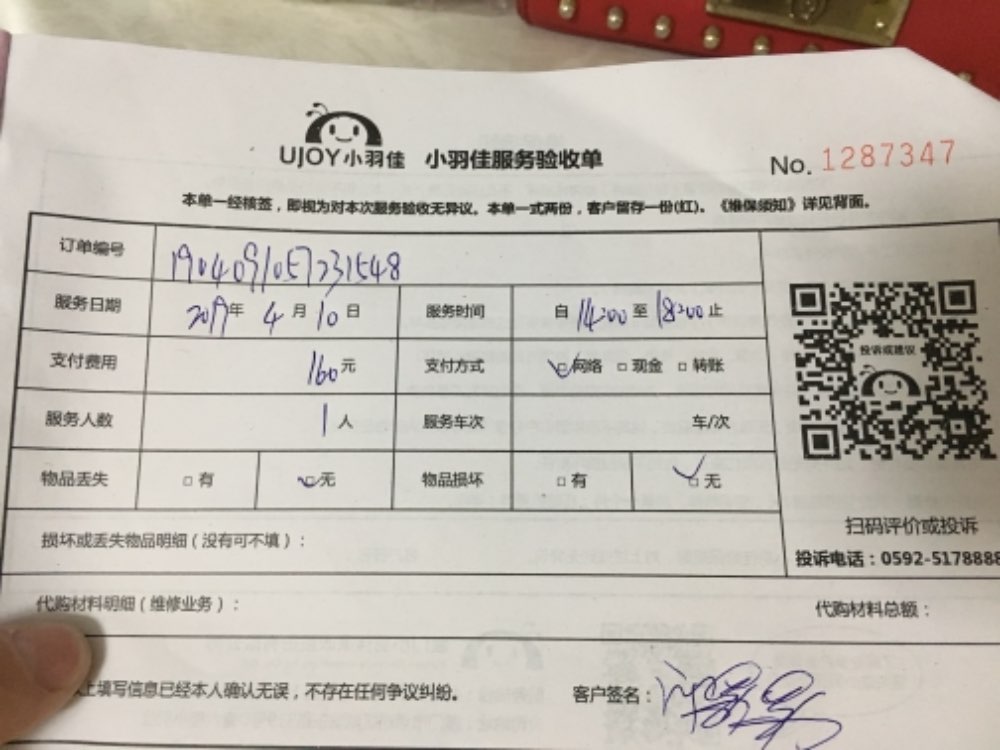 UJOY小羽佳 小羽佳服务验收单 No. 1287347
本单一经核签，即视为对本次服务验收无异议。本单一式两份，客户留存一份(红)。《维保须知》详见背面。
订单编号 190409105723154８
服务日期 2019年 4月10日 服务时间 自14:00至18:00止
支付费用 160元 支付方式 网络 现金 转账
服务人数 1人 服务车次 车/次
物品丢失 有 无 物品损坏 有 无
投诉或建议
扫码评价或投诉
投诉电话：0592-5178888
损坏或丢失物品明细（没有可不填）：
代购材料明细（维修业务）： 代购材料总额：
上填写信息已经本人确认无误，不存在任何争议纠纷。 客户签名：